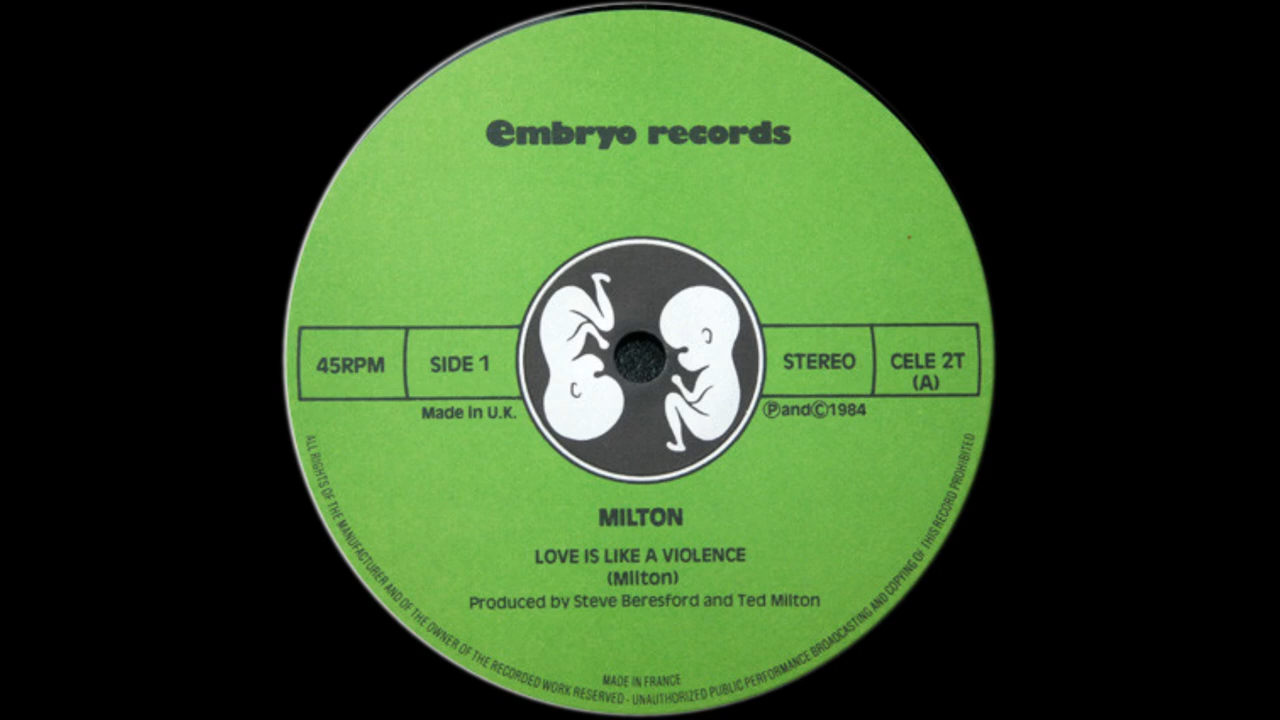 embryo records
45RPM
SIDE 1
STEREO
CELE 2T
(A)
Made in U.K.
ⓅandⒸ1984
MILTON
LOVE IS LIKE A VIOLENCE
(Milton)
Produced by Steve Beresford and Ted Milton
MADE IN FRANCE
ALL RIGHTS OF THE MANUFACTURER AND OF THE OWNER OF THE RECORDED WORK RESERVED - UNAUTHORIZED PUBLIC PERFORMANCE BROADCASTING AND COPYING OF THIS RECORD PROHIBITED